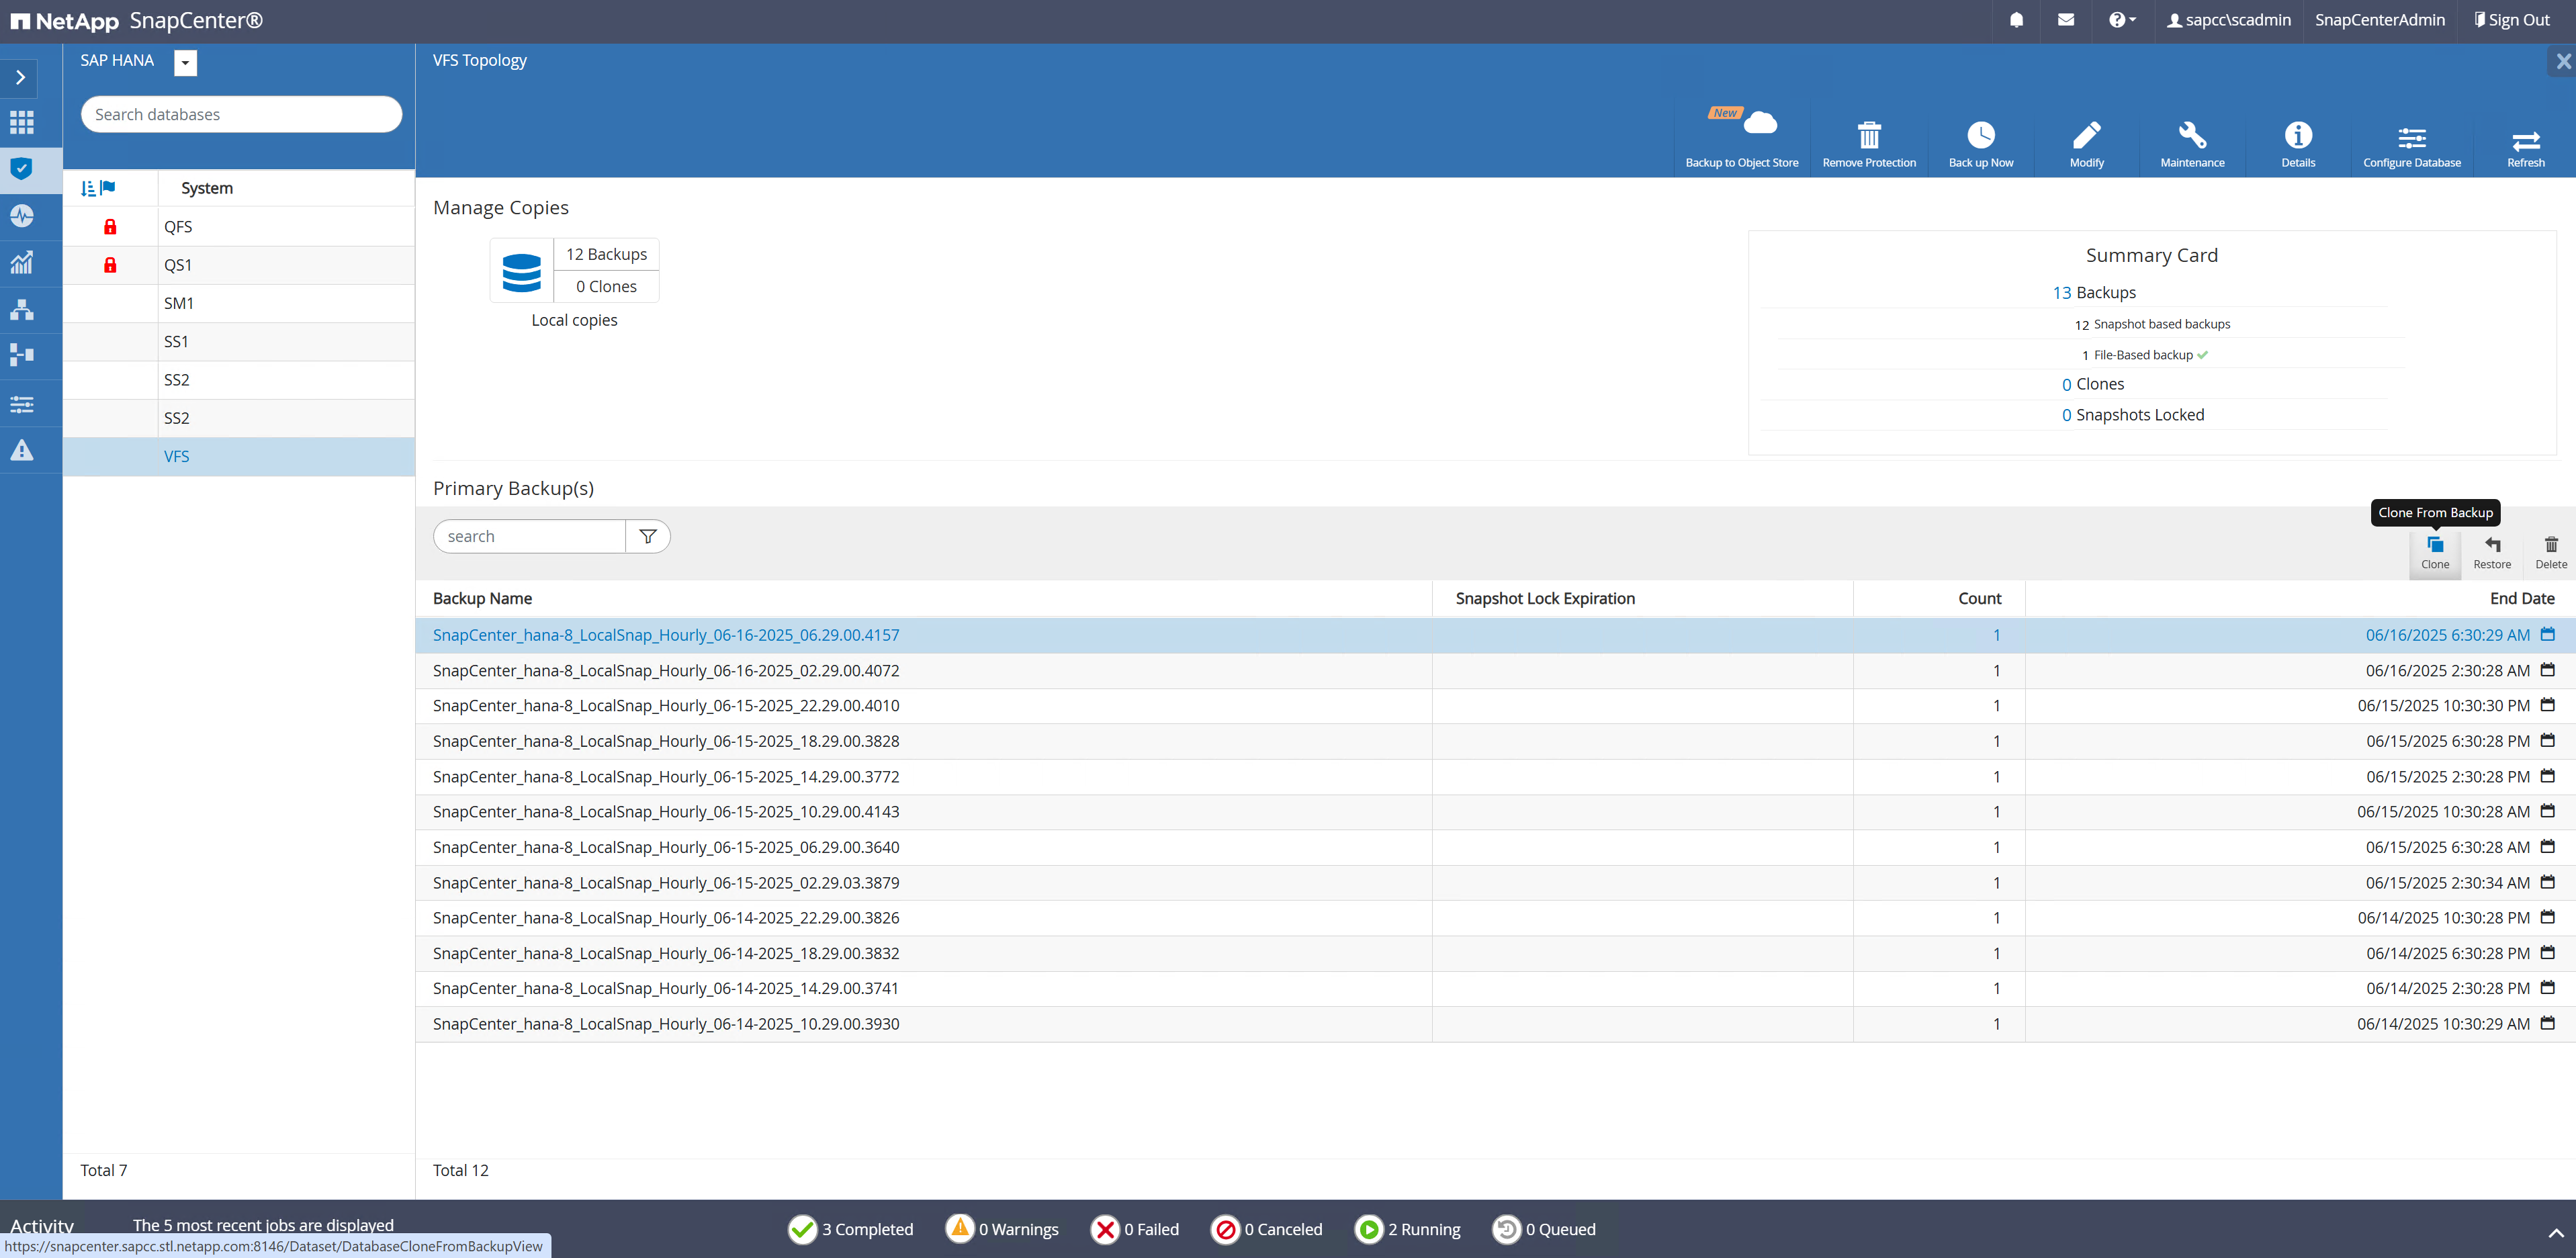 NetApp SnapCenter®
sapcc\scadmin
SnapCenterAdmin
Sign Out
SAP HANA
Search databases
System
QFS
QS1
SM1
SS1
SS2
SS2
VFS
Total 7
VFS Topology
New
Backup to Object Store
Remove Protection
Back up Now
Modify
Maintenance
Details
Configure Database
Refresh
Manage Copies
12 Backups
0 Clones
Local copies
Summary Card
13 Backups
12 Snapshot based backups
1 File-Based backup
0 Clones
0 Snapshots Locked
Primary Backup(s)
search
Clone From Backup
Clone
Restore
Delete
Backup Name Snapshot Lock Expiration Count End Date
SnapCenter_hana-8_LocalSnap_Hourly_06-16-2025_06.29.00.4157 1 06/16/2025 6:30:29 AM
SnapCenter_hana-8_LocalSnap_Hourly_06-16-2025_02.29.00.4072 1 06/16/2025 2:30:28 AM
SnapCenter_hana-8_LocalSnap_Hourly_06-15-2025_22.29.00.4010 1 06/15/2025 10:30:30 PM
SnapCenter_hana-8_LocalSnap_Hourly_06-15-2025_18.29.00.3828 1 06/15/2025 6:30:28 PM
SnapCenter_hana-8_LocalSnap_Hourly_06-15-2025_14.29.00.3772 1 06/15/2025 2:30:28 PM
SnapCenter_hana-8_LocalSnap_Hourly_06-15-2025_10.29.00.4143 1 06/15/2025 10:30:28 AM
SnapCenter_hana-8_LocalSnap_Hourly_06-15-2025_06.29.00.3640 1 06/15/2025 6:30:28 AM
SnapCenter_hana-8_LocalSnap_Hourly_06-15-2025_02.29.03.3879 1 06/15/2025 2:30:34 AM
SnapCenter_hana-8_LocalSnap_Hourly_06-14-2025_22.29.00.3826 1 06/14/2025 10:30:28 PM
SnapCenter_hana-8_LocalSnap_Hourly_06-14-2025_18.29.00.3832 1 06/14/2025 6:30:28 PM
SnapCenter_hana-8_LocalSnap_Hourly_06-14-2025_14.29.00.3741 1 06/14/2025 2:30:28 PM
SnapCenter_hana-8_LocalSnap_Hourly_06-14-2025_10.29.00.3930 1 06/14/2025 10:30:29 AM
Total 12
Activity The 5 most recent jobs are displayed 3 Completed 0 Warnings 0 Failed 0 Canceled 2 Running 0 Queued
https://snapcenter.sapcc.stl.netapp.com:8146/Dataset/DatabaseCloneFromBackupView